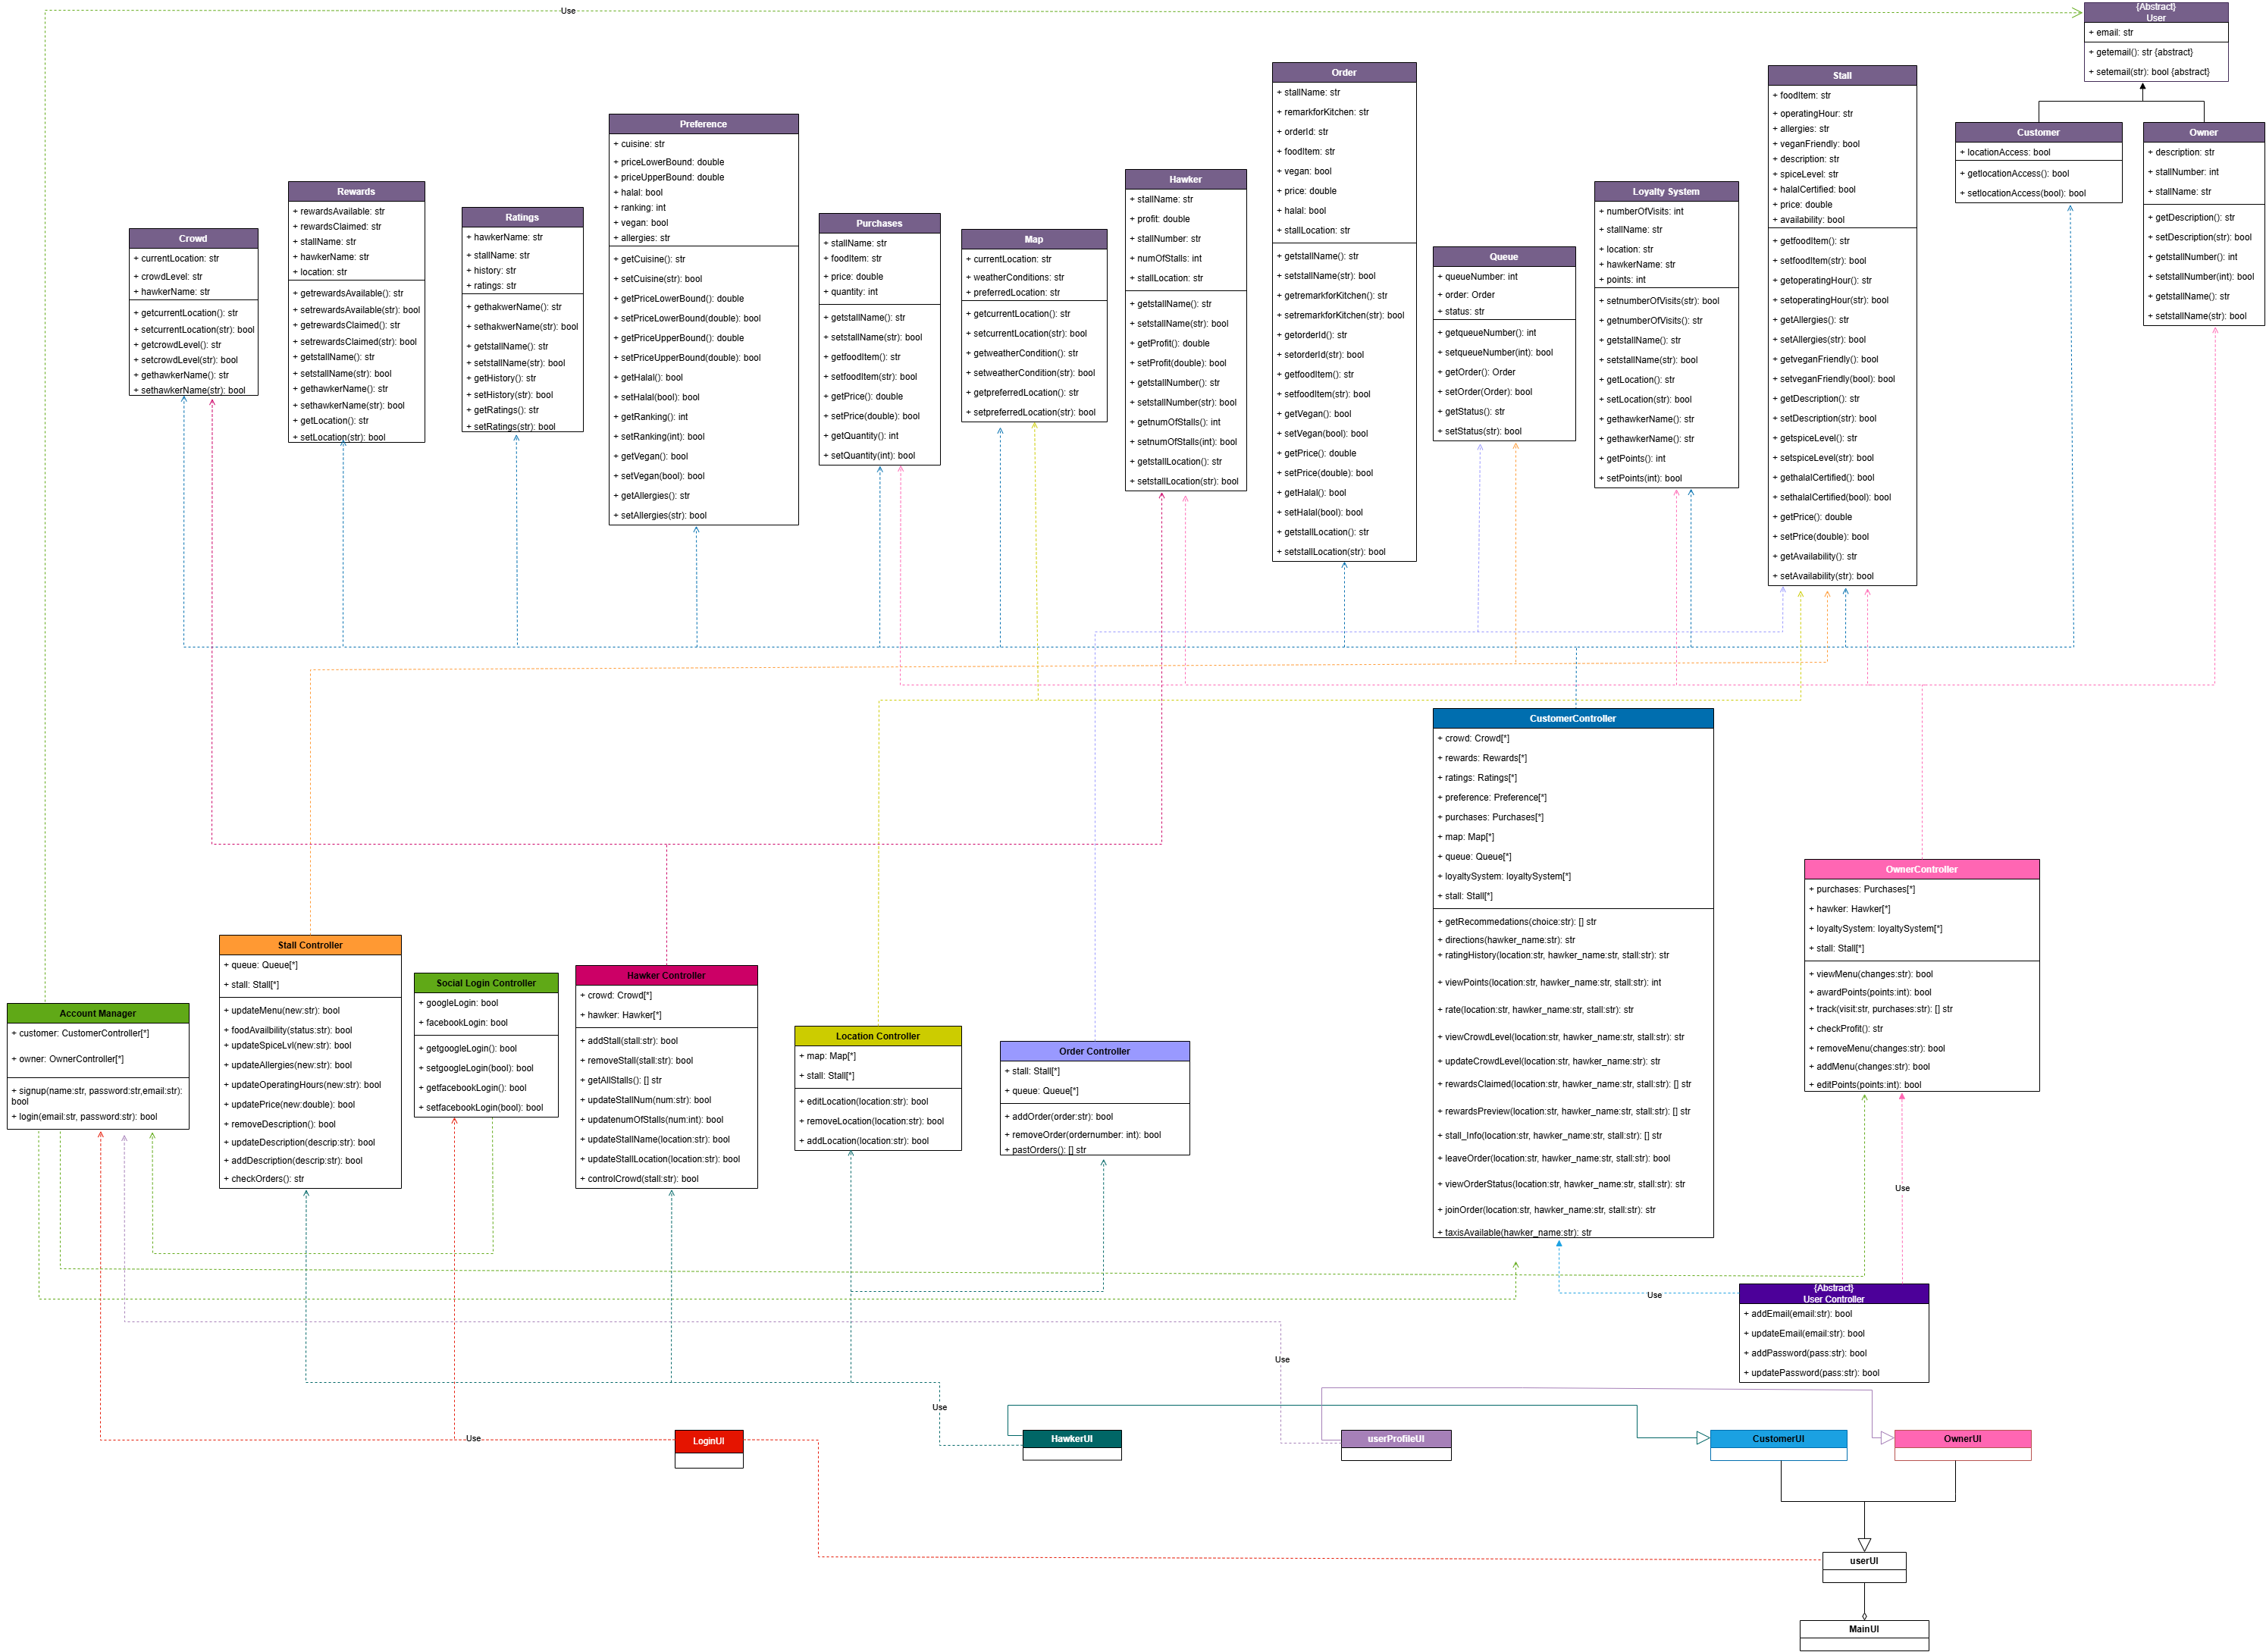 Use
{Abstract}
User
+ email: str
+ getemail(): str {abstract}
+ setemail(str): bool {abstract}
Customer
+ locationAccess: bool
+ getlocationAccess(): bool
+ setlocationAccess(bool): bool
Owner
+ description: str
+ stallNumber: int
+ stallName: str
+ getDescription(): str
+ setDescription(str): bool
+ getstallNumber(): int
+ setstallNumber(int): bool
+ getstallName(): str
+ setstallName(str): bool
Crowd
+ currentLocation: str
+ crowdLevel: str
+ hawkerName: str
+ getcurrentLocation(): str
+ setcurrentLocation(str): bool
+ getcrowdLevel(): str
+ setcrowdLevel(str): bool
+ gethawkerName(): str
+ sethawkerName(str): bool
Rewards
+ rewardsAvailable: str
+ rewardsClaimed: str
+ stallName: str
+ hawkerName: str
+ location: str
+ getrewardsAvailable(): str
+ setrewardsAvailable(str): bool
+ getrewardsClaimed(): str
+ setrewardsClaimed(str): bool
+ getstallName(): str
+ setstallName(str): bool
+ gethawkerName(): str
+ sethawkerName(str): bool
+ getLocation(): str
+ setLocation(str): bool
Ratings
+ hawkerName: str
+ stallName: str
+ history: str
+ ratings: str
+ gethakwerName(): str
+ sethakwerName(str): bool
+ getstallName(): str
+ setstallName(str): bool
+ getHistory(): str
+ setHistory(str): bool
+ getRatings(): str
+ setRatings(str): bool
Preference
+ cuisine: str
+ priceLowerBound: double
+ priceUpperBound: double
+ halal: bool
+ ranking: int
+ vegan: bool
+ allergies: str
+ getCuisine(): str
+ setCuisine(str): bool
+ getPriceLowerBound(): double
+ setPriceLowerBound(double): bool
+ getPriceUpperBound(): double
+ setPriceUpperBound(double): bool
+ getHalal(): bool
+ setHalal(bool): bool
+ getRanking(): int
+ setRanking(int): bool
+ getVegan(): bool
+ setVegan(bool): bool
+ getAllergies(): str
+ setAllergies(str): bool
Purchases
+ stallName: str
+ foodItem: str
+ price: double
+ quantity: int
+ getstallName(): str
+ setstallName(str): bool
+ getfoodItem(): str
+ setfoodItem(str): bool
+ getPrice(): double
+ setPrice(double): bool
+ getQuantity(): int
+ setQuantity(int): bool
Map
+ currentLocation: str
+ weatherConditions: str
+ preferredLocation: str
+ getcurrentLocation(): str
+ setcurrentLocation(str): bool
+ getweatherCondition(): str
+ setweatherCondition(str): bool
+ getpreferredLocation(): str
+ setpreferredLocation(str): bool
Hawker
+ stallName: str
+ profit: double
+ stallNumber: str
+ numOfStalls: int
+ stallLocation: str
+ getstallName(): str
+ setstallName(str): bool
+ getProfit(): double
+ setProfit(double): bool
+ getstallNumber(): str
+ setstallNumber(str): bool
+ getnumOfStalls(): int
+ setnumOfStalls(int): bool
+ getstallLocation(): str
+ setstallLocation(str): bool
Order
+ stallName: str
+ remarkforKitchen: str
+ orderId: str
+ foodItem: str
+ vegan: bool
+ price: double
+ halal: bool
+ stallLocation: str
+ getstallName(): str
+ setstallName(str): bool
+ getremarkforKitchen(): str
+ setremarkforKitchen(str): bool
+ getorderId(): str
+ setorderId(str): bool
+ getfoodItem(): str
+ setfoodItem(str): bool
+ getVegan(): bool
+ setVegan(bool): bool
+ getPrice(): double
+ setPrice(double): bool
+ getHalal(): bool
+ setHalal(bool): bool
+ getstallLocation(): str
+ setstallLocation(str): bool
Queue
+ queueNumber: int
+ order: Order
+ status: str
+ getqueueNumber(): int
+ setqueueNumber(int): bool
+ getOrder(): Order
+ setOrder(Order): bool
+ getStatus(): str
+ setStatus(str): bool
Loyalty System
+ numberOfVisits: int
+ stallName: str
+ location: str
+ hawkerName: str
+ points: int
+ setnumberOfVisits(str): bool
+ getnumberOfVisits(): str
+ getstallName(): str
+ setstallName(str): bool
+ getLocation(): str
+ setLocation(str): bool
+ gethawkerName(): str
+ gethawkerName(): str
+ getPoints(): int
+ setPoints(int): bool
Stall
+ foodItem: str
+ operatingHour: str
+ allergies: str
+ veganFriendly: bool
+ description: str
+ spiceLevel: str
+ halalCertified: bool
+ price: double
+ availability: bool
+ getfoodItem(): str
+ setfoodItem(str): bool
+ getoperatingHour(): str
+ setoperatingHour(str): bool
+ getAllergies(): str
+ setAllergies(str): bool
+ getveganFriendly(): bool
+ setveganFriendly(bool): bool
+ getDescription(): str
+ setDescription(str): bool
+ getspiceLevel(): str
+ setspiceLevel(str): bool
+ gethalalCertified(): bool
+ sethalalCertified(bool): bool
+ getPrice(): double
+ setPrice(double): bool
+ getAvailability(): str
+ setAvailability(str): bool
Account Manager
+ customer: CustomerController[*]
+ owner: OwnerController[*]
+ signup(name:str, password:str,email:str):
bool
+ login(email:str, password:str): bool
Stall Controller
+ queue: Queue[*]
+ stall: Stall[*]
+ updateMenu(new:str): bool
+ foodAvailbility(status:str): bool
+ updateSpiceLvl(new:str): bool
+ updateAllergies(new:str): bool
+ updateOperatingHours(new:str): bool
+ updatePrice(new:double): bool
+ removeDescription(): bool
+ updateDescription(descrip:str): bool
+ addDescription(descrip:str): bool
+ checkOrders(): str
Social Login Controller
+ googleLogin: bool
+ facebookLogin: bool
+ getgoogleLogin(): bool
+ setgoogleLogin(bool): bool
+ getfacebookLogin(): bool
+ setfacebookLogin(bool): bool
Hawker Controller
+ crowd: Crowd[*]
+ hawker: Hawker[*]
+ addStall(stall:str): bool
+ removeStall(stall:str): bool
+ getAllStalls(): [] str
+ updateStallNum(num:str): bool
+ updatenumOfStalls(num:int): bool
+ updateStallName(location:str): bool
+ updateStallLocation(location:str): bool
+ controlCrowd(stall:str): bool
Location Controller
+ map: Map[*]
+ stall: Stall[*]
+ editLocation(location:str): bool
+ removeLocation(location:str): bool
+ addLocation(location:str): bool
Order Controller
+ stall: Stall[*]
+ queue: Queue[*]
+ addOrder(order:str): bool
+ removeOrder(ordernumber: int): bool
+ pastOrders(): [] str
CustomerController
+ crowd: Crowd[*]
+ rewards: Rewards[*]
+ ratings: Ratings[*]
+ preference: Preference[*]
+ purchases: Purchases[*]
+ map: Map[*]
+ queue: Queue[*]
+ loyaltySystem: loyaltySystem[*]
+ stall: Stall[*]
+ getRecommedations(choice:str): [] str
+ directions(hawker_name:str): str
+ ratingHistory(location:str, hawker_name:str, stall:str): str
+ viewPoints(location:str, hawker_name:str, stall:str): int
+ rate(location:str, hawker_name:str, stall:str): str
+ viewCrowdLevel(location:str, hawker_name:str, stall:str): str
+ updateCrowdLevel(location:str, hawker_name:str): str
+ rewardsClaimed(location:str, hawker_name:str, stall:str): [] str
+ rewardsPreview(location:str, hawker_name:str, stall:str): [] str
+ stall_Info(location:str, hawker_name:str, stall:str): [] str
+ leaveOrder(location:str, hawker_name:str, stall:str): bool
+ viewOrderStatus(location:str, hawker_name:str, stall:str): str
+ joinOrder(location:str, hawker_name:str, stall:str): str
+ taxisAvailable(hawker_name:str): str
OwnerController
+ purchases: Purchases[*]
+ hawker: Hawker[*]
+ loyaltySystem: loyaltySystem[*]
+ stall: Stall[*]
+ viewMenu(changes:str): bool
+ awardPoints(points:int): bool
+ track(visit:str, purchases:str): [] str
+ checkProfit(): str
+ removeMenu(changes:str): bool
+ addMenu(changes:str): bool
+ editPoints(points:int): bool
Use
Use
{Abstract}
User Controller
+ addEmail(email:str): bool
+ updateEmail(email:str): bool
+ addPassword(pass:str): bool
+ updatePassword(pass:str): bool
Use
Use
Use
LoginUI
HawkerUI
userProfileUI
CustomerUI
OwnerUI
userUI
MainUI